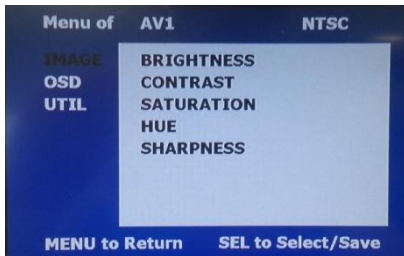 Menu of AV1 NTSC
IMAGE BRIGHTNESS
OSD CONTRAST
UTIL SATURATION
HUE
SHARPNESS
MENU to Return SEL to Select/Save